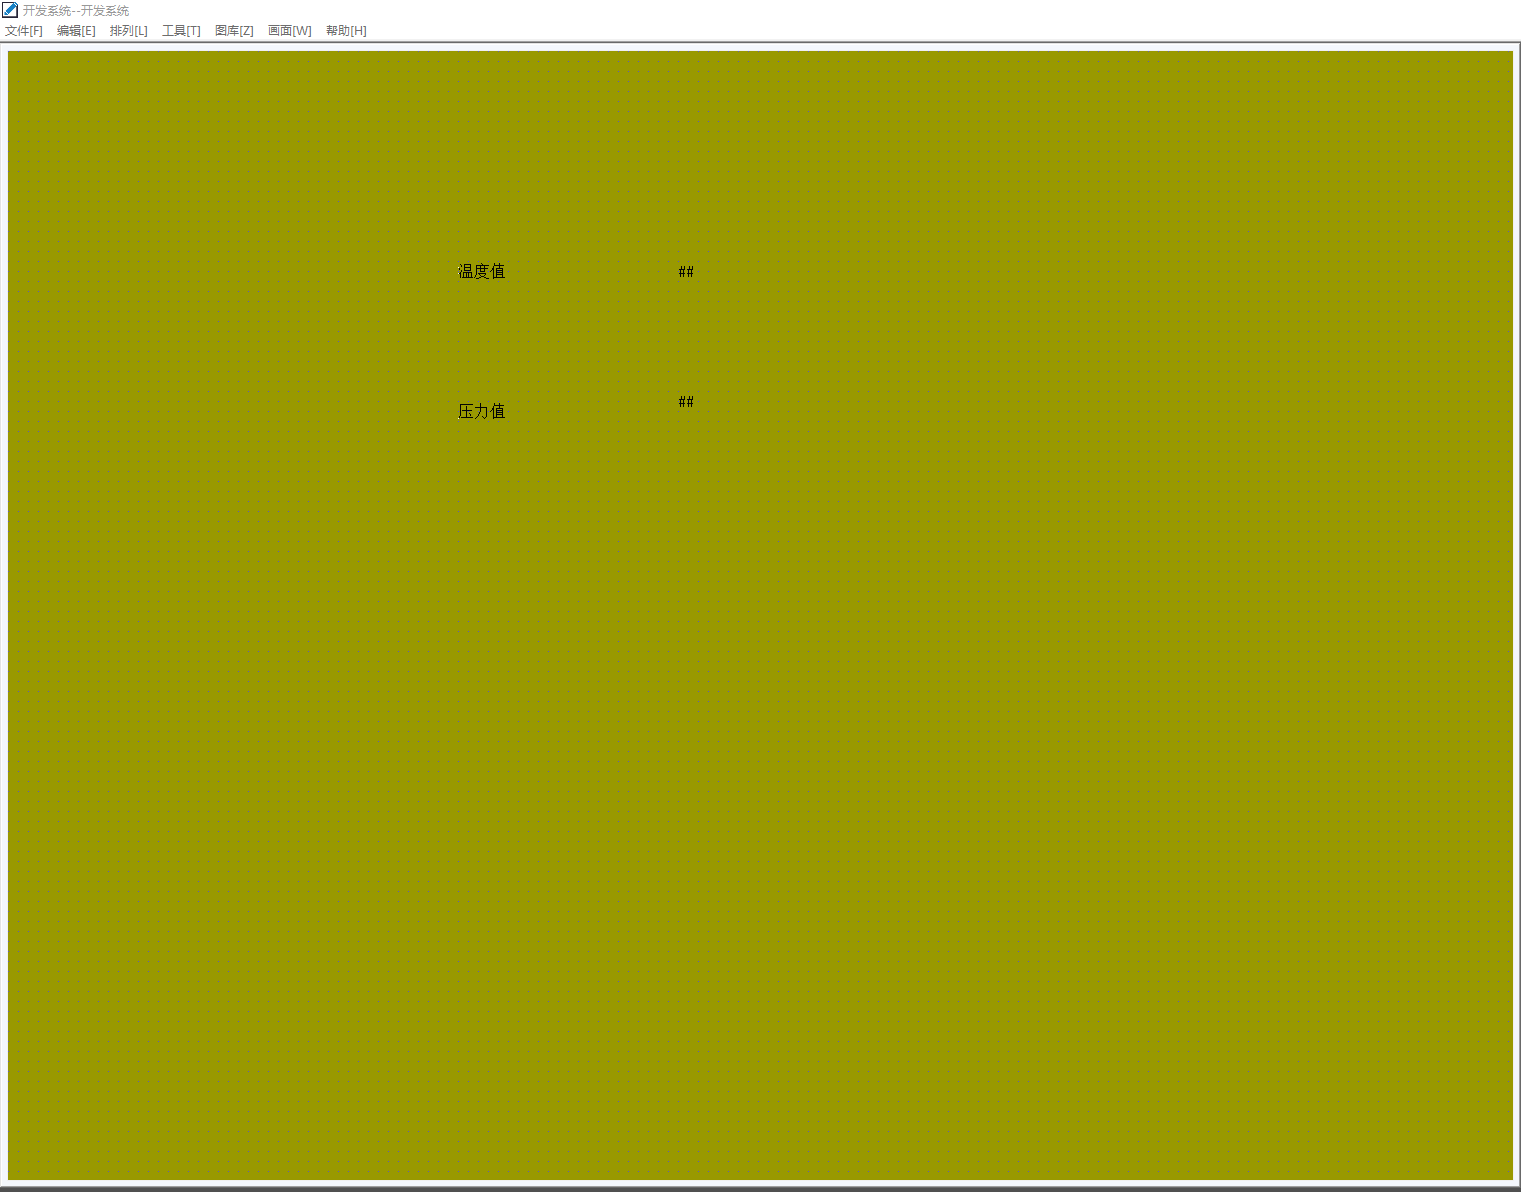 开发系统--开发系统
文件[F] 编辑[E] 排列[L] 工具[T] 图库[Z] 画面[W] 帮助[H]
温度值 ##
压力值 ##